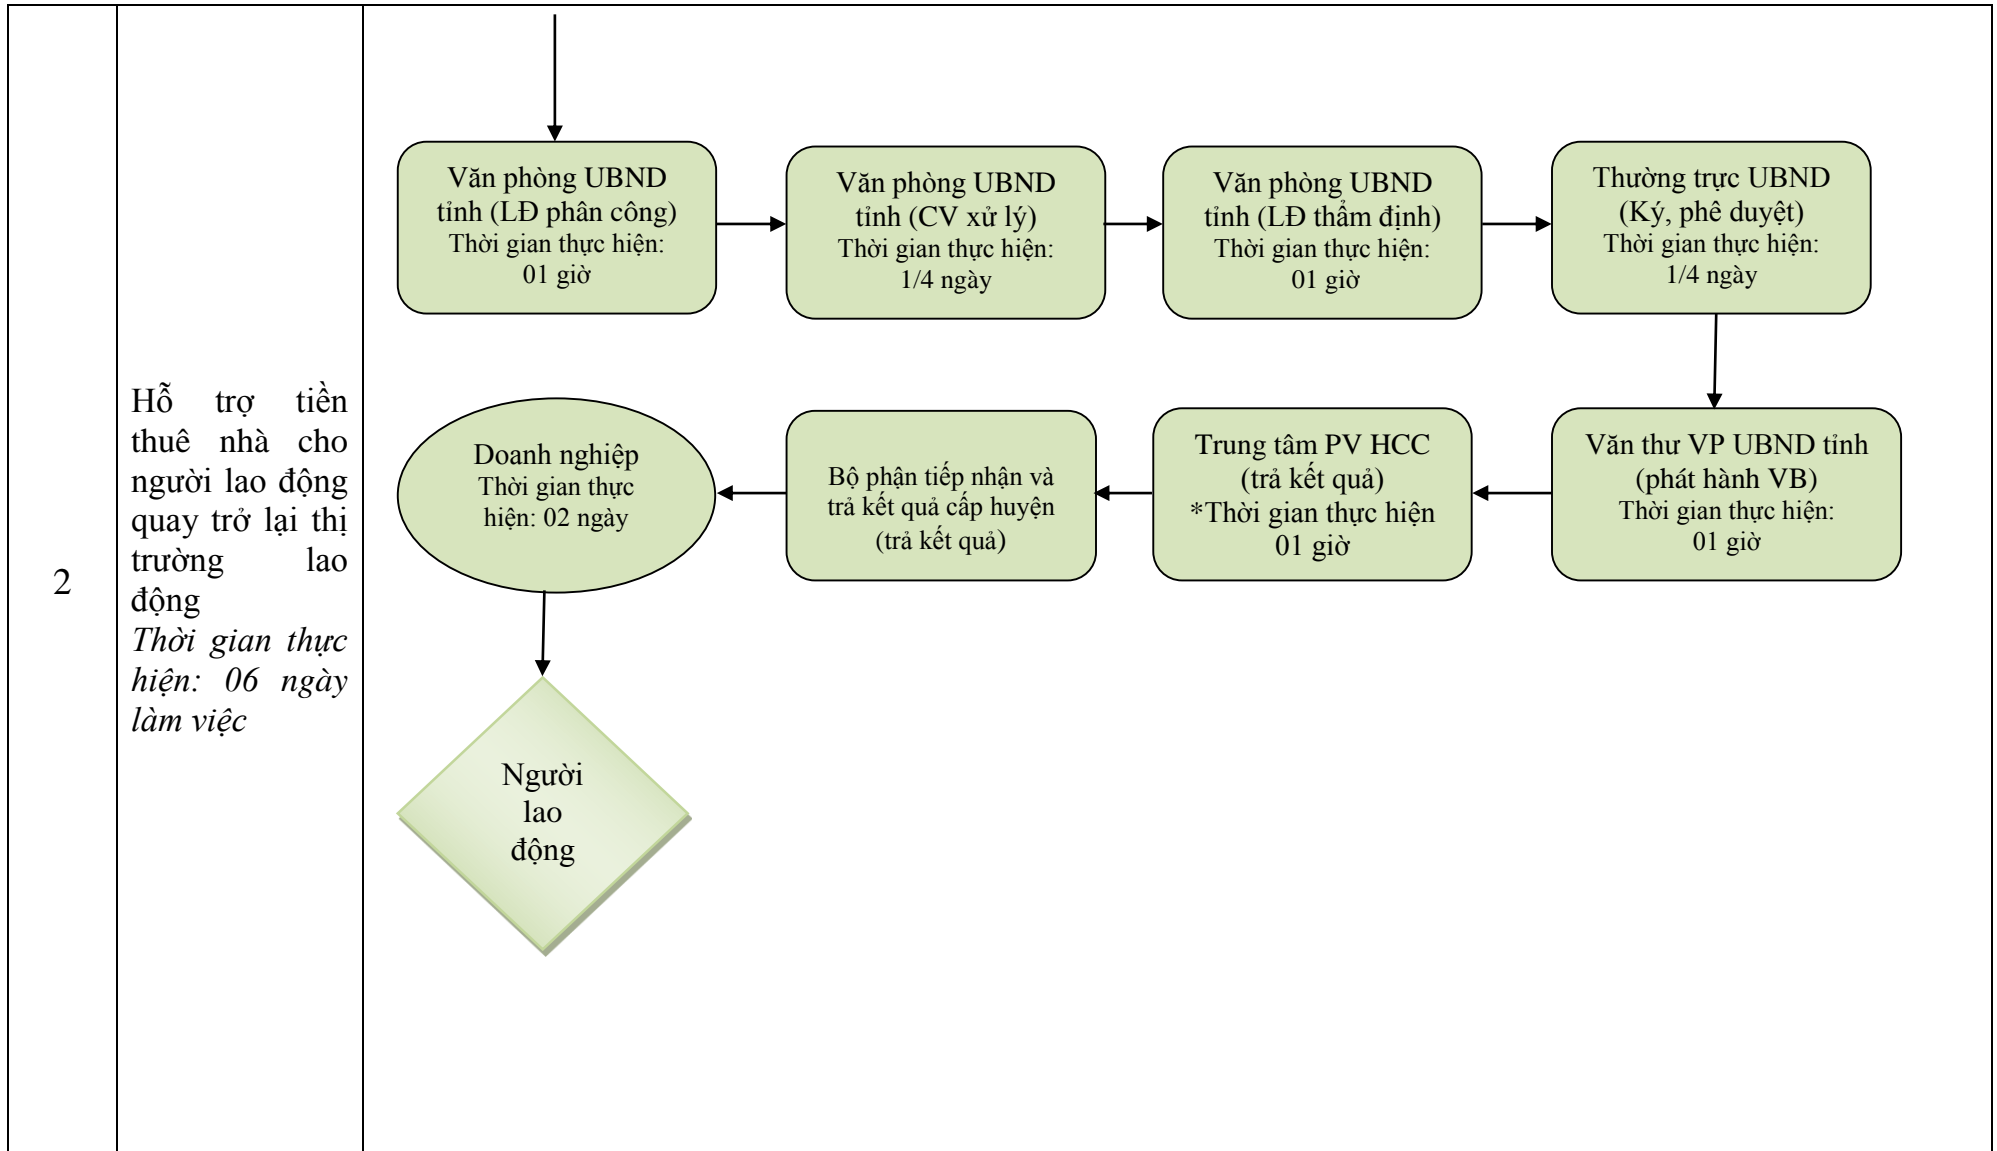 2
Hỗ trợ tiền
thuê nhà cho
người lao động
quay trở lại thị
trường lao
động
Thời gian thực
hiện: 06 ngày
làm việc
Văn phòng UBND
tỉnh (LĐ phân công)
Thời gian thực hiện:
01 giờ
Văn phòng UBND
tỉnh (CV xử lý)
Thời gian thực hiện:
1/4 ngày
Văn phòng UBND
tỉnh (LĐ thẩm định)
Thời gian thực hiện:
01 giờ
Thường trực UBND
(Ký, phê duyệt)
Thời gian thực hiện:
1/4 ngày
Văn thư VP UBND tỉnh
(phát hành VB)
Thời gian thực hiện:
01 giờ
Trung tâm PV HCC
(trả kết quả)
*Thời gian thực hiện
01 giờ
Bộ phận tiếp nhận và
trả kết quả cấp huyện
(trả kết quả)
Doanh nghiệp
Thời gian thực
hiện: 02 ngày
Người
lao
động